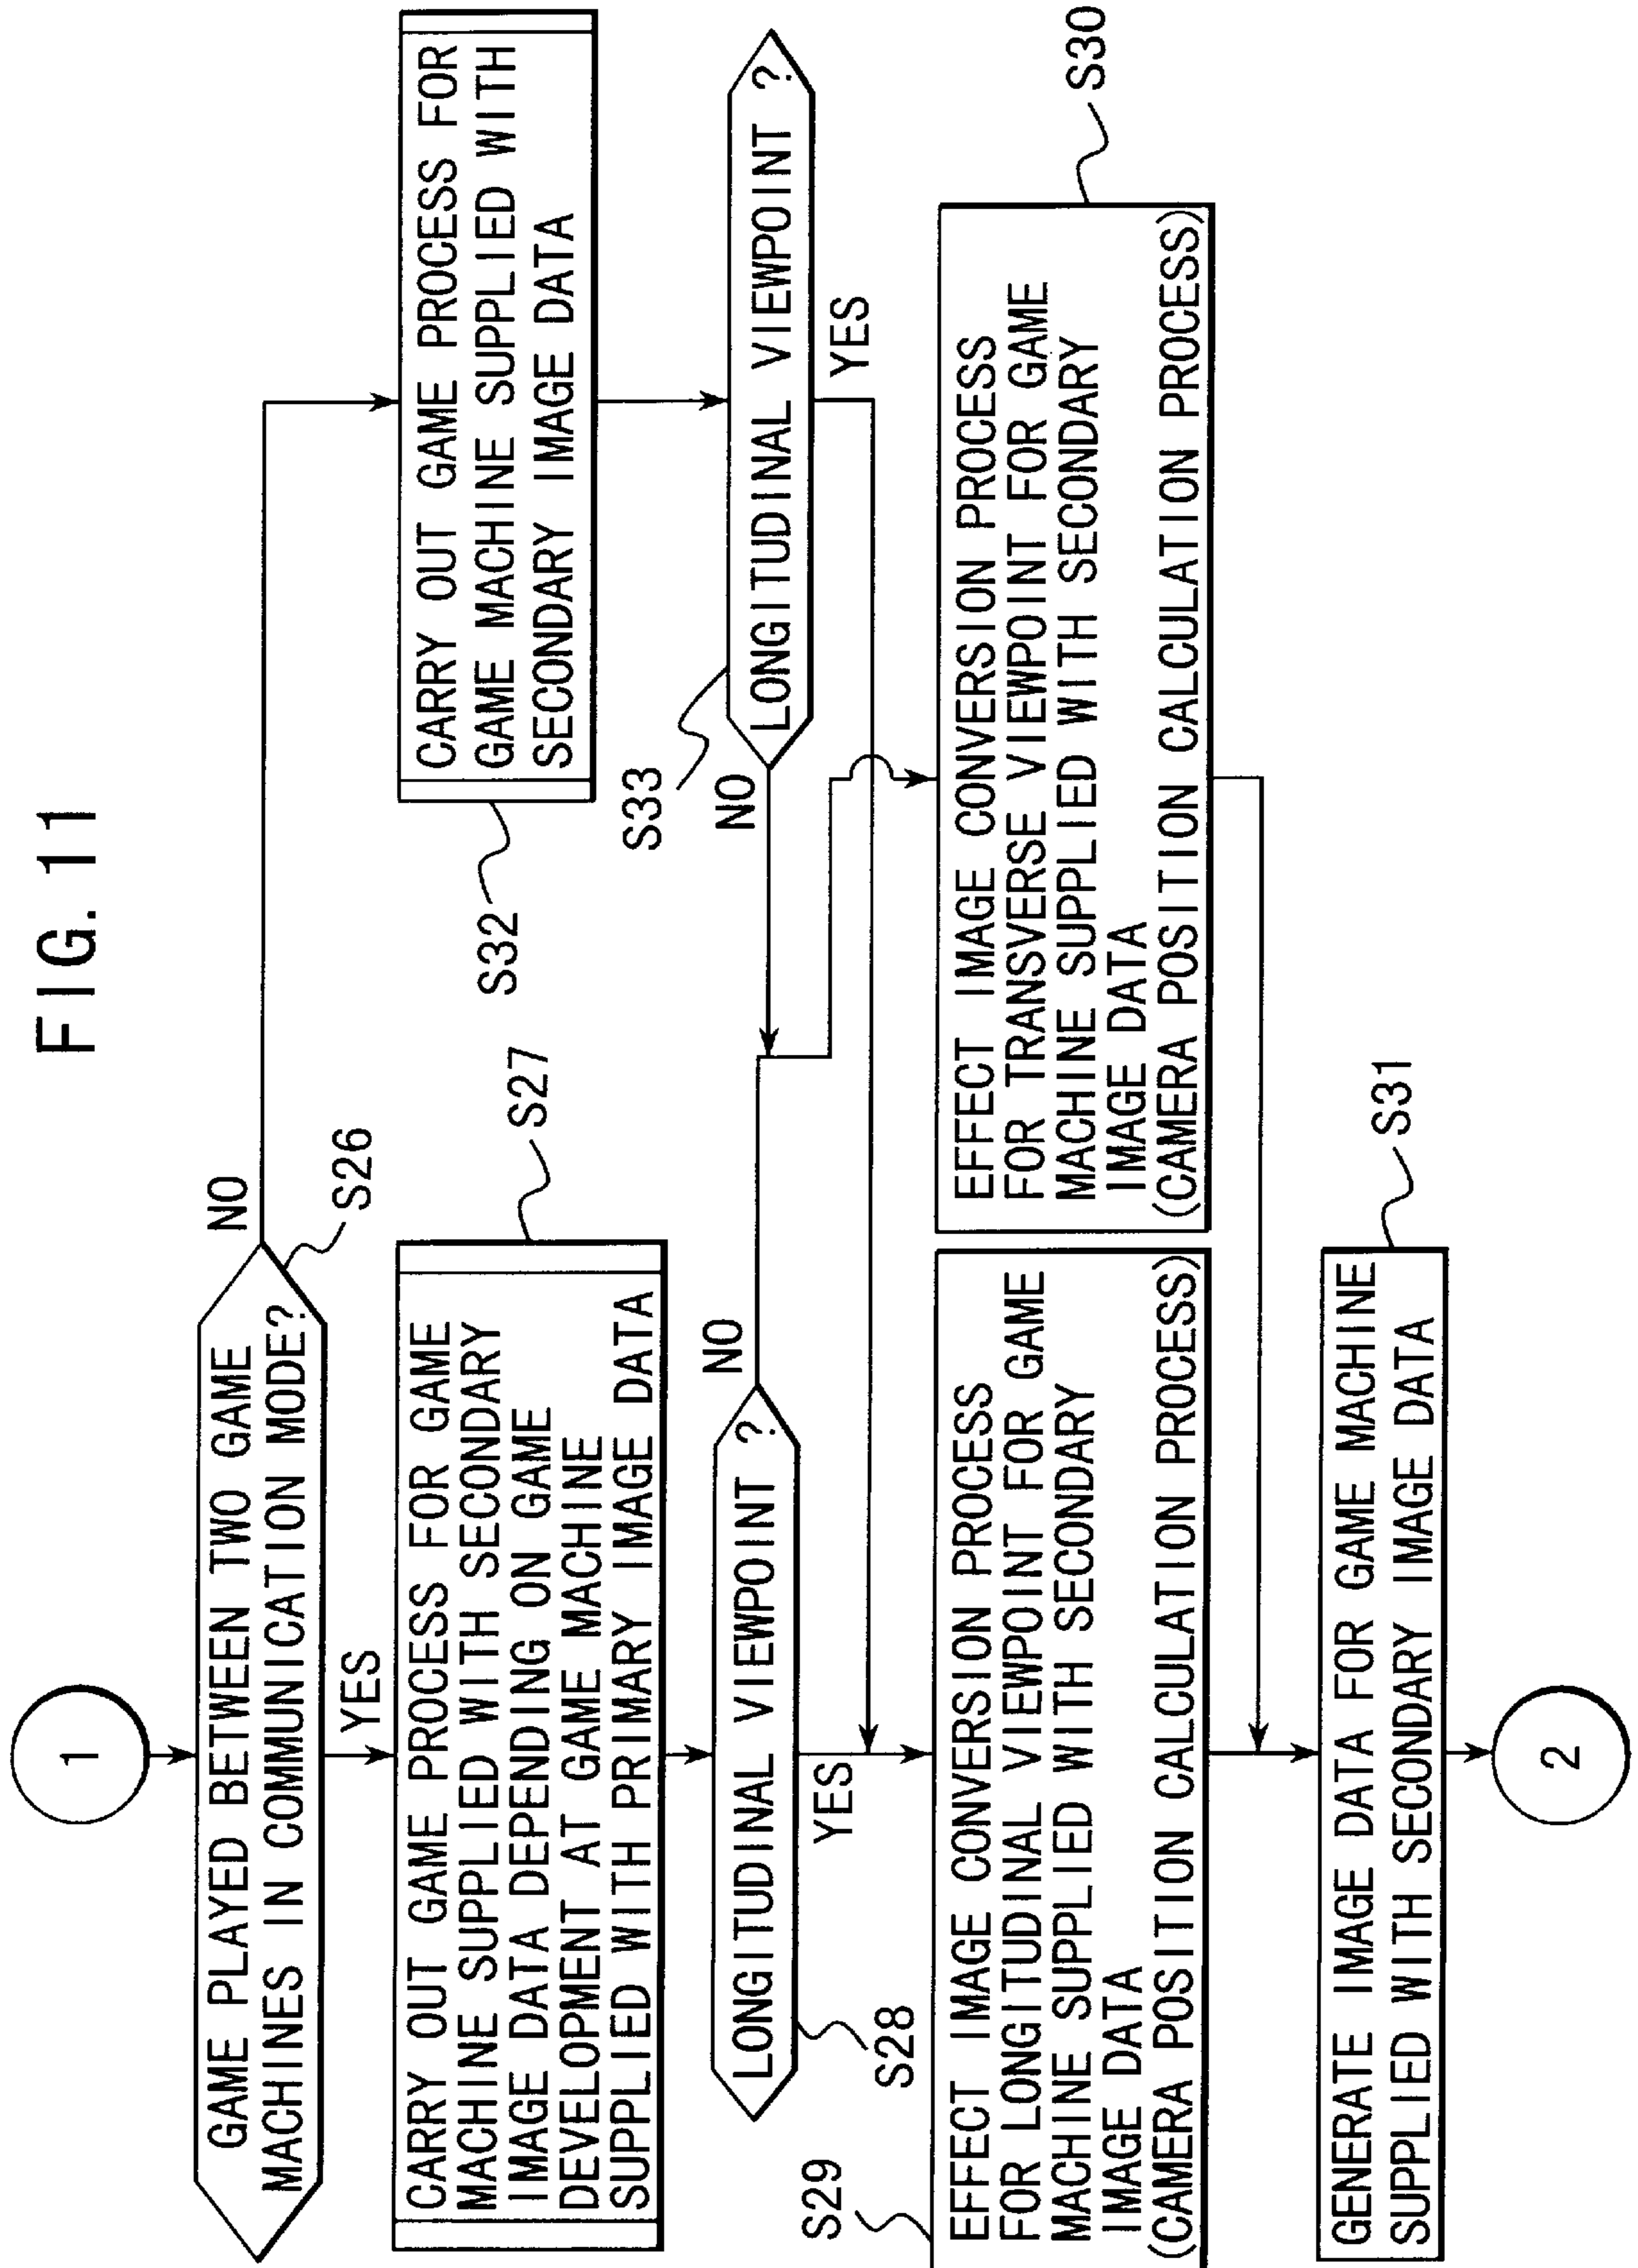 FIG. 11
1
GAME PLAYED BETWEEN TWO GAME
MACHINES IN COMMUNICATION MODE?
NO
S26
YES
CARRY OUT GAME PROCESS FOR GAME
MACHINE SUPPLIED WITH SECONDARY
IMAGE DATA DEPENDING ON GAME
DEVELOPMENT AT GAME MACHINE
SUPPLIED WITH PRIMARY IMAGE DATA
S27
CARRY OUT GAME PROCESS FOR
GAME MACHINE SUPPLIED WITH
SECONDARY IMAGE DATA
S32
LONGITUDINAL VIEWPOINT ?
NO
YES
S28
LONGITUDINAL VIEWPOINT ?
S33
NO
YES
EFFECT IMAGE CONVERSION PROCESS
FOR LONGITUDINAL VIEWPOINT FOR GAME
MACHINE SUPPLIED WITH SECONDARY
IMAGE DATA
(CAMERA POSITION CALCULATION PROCESS)
S29
EFFECT IMAGE CONVERSION PROCESS
FOR TRANSVERSE VIEWPOINT FOR GAME
MACHINE SUPPLIED WITH SECONDARY
IMAGE DATA
(CAMERA POSITION CALCULATION PROCESS)
S30
GENERATE IMAGE DATA FOR GAME MACHINE
SUPPLIED WITH SECONDARY IMAGE DATA
S31
2